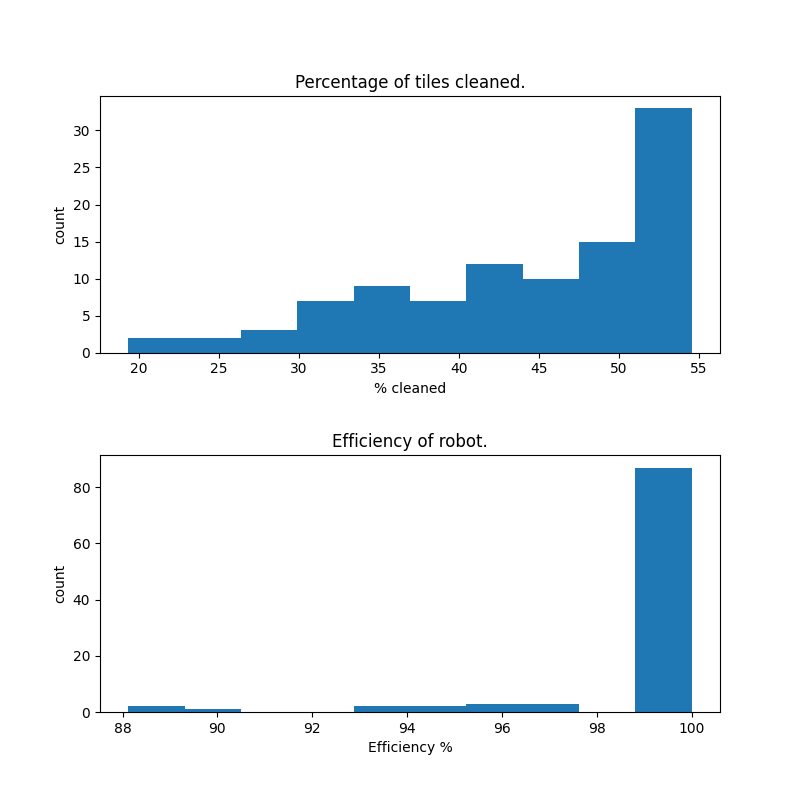 Percentage of tiles cleaned.
30
25
20
15
10
5
0
count
20 25 30 35 40 45 50 55
% cleaned
Efficiency of robot.
80
60
40
20
0
count
88 90 92 94 96 98 100
Efficiency %